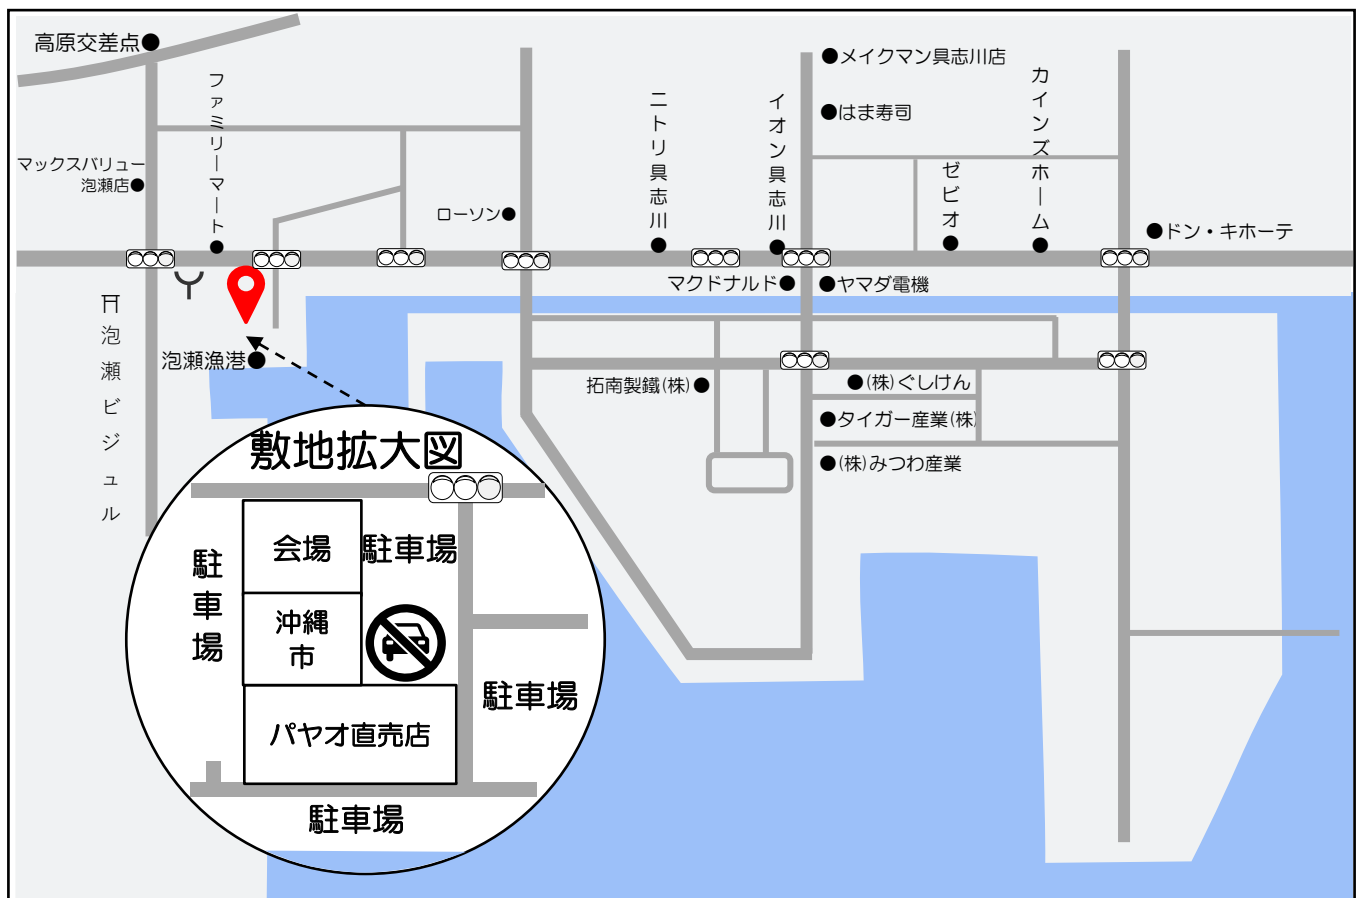 高原交差点
ファミリーマート
マックスバリュー
泡瀬店
ローソン
ニトリ具志川
イオン具志川
メイクマン具志川店
はま寿司
カインズホーム
ゼビオ
ドン・キホーテ
マクドナルド
ヤマダ電機
泡瀬ビジュル
泡瀬漁港
拓南製鐵(株)
(株)ぐしけん
タイガー産業(株)
(株)みつわ産業
敷地拡大図
会場
駐車場
駐車場
沖縄
市
駐車場
パヤオ直売店
駐車場